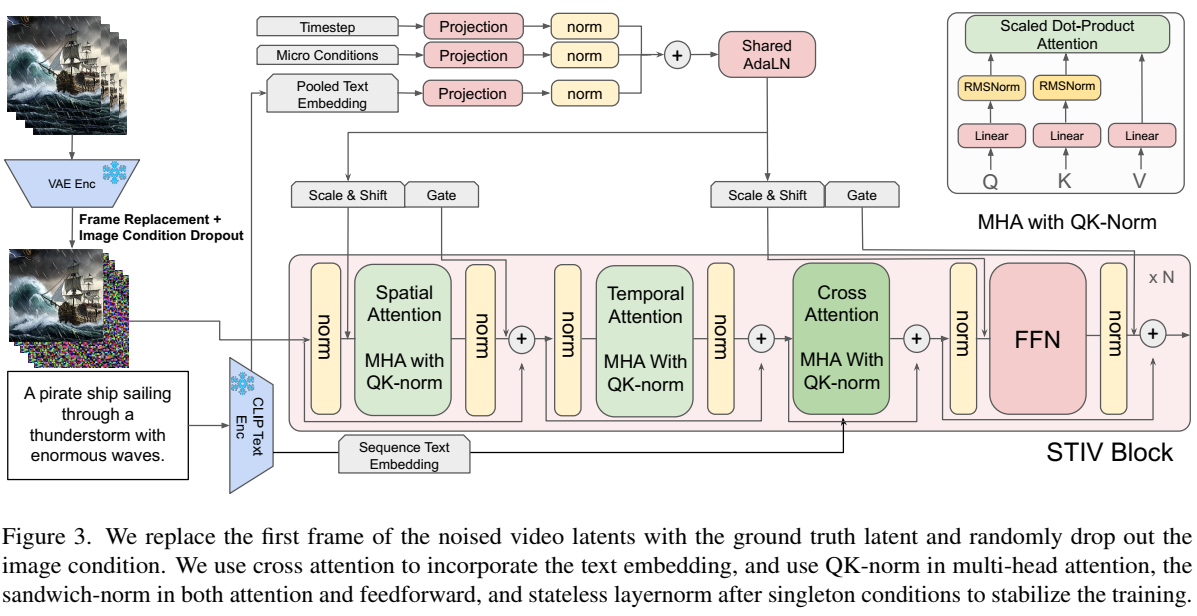 Timestep
Projection
norm
Micro Conditions
Projection
norm
Pooled Text
Embedding
Projection
norm
+
Shared
AdaLN
Scaled Dot-Product
Attention
RMSNorm
RMSNorm
Linear
Linear
Linear
Q
K
V
MHA with QK-Norm
VAE Enc
Frame Replacement +
Image Condition Dropout
Scale & Shift
Gate
Scale & Shift
Gate
norm
Spatial
Attention
MHA with
QK-norm
norm
+
norm
Temporal
Attention
MHA With
QK-norm
norm
+
Cross
Attention
MHA With
QK-norm
+
norm
FFN
norm
+
x N
STIV Block
A pirate ship sailing
through a
thunderstorm with
enormous waves.
CLIP Text
Enc
Sequence Text
Embedding
Figure 3. We replace the first frame of the noised video latents with the ground truth latent and randomly drop out the
image condition. We use cross attention to incorporate the text embedding, and use QK-norm in multi-head attention, the
sandwich-norm in both attention and feedforward, and stateless layernorm after singleton conditions to stabilize the training.